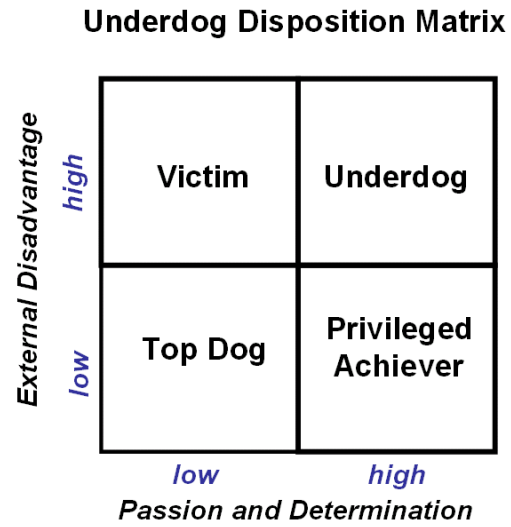 Underdog Disposition Matrix
External Disadvantage
high
Victim
Underdog
low
Top Dog
Privileged
Achiever
low
high
Passion and Determination